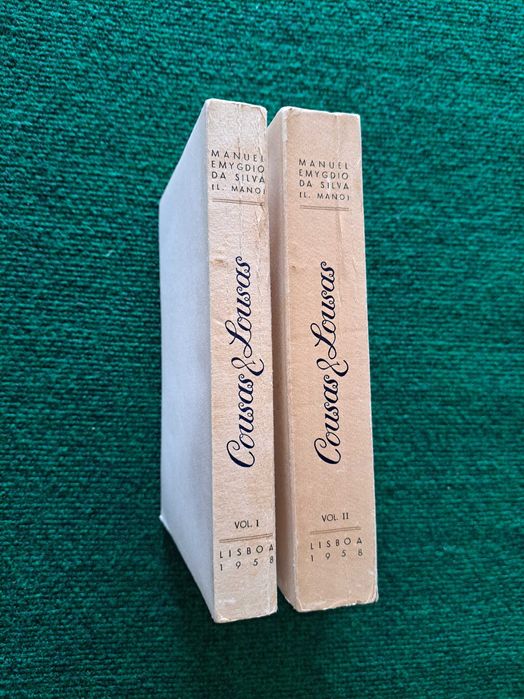 MANUEL
EMYGDIO
DA SILVA
(L. MANO)
Cousas & Lousas
VOL. I
LISBOA
1958
MANUEL
EMYGDIO
DA SILVA
(L. MANO)
Cousas & Lousas
VOL. II
LISBOA
1958